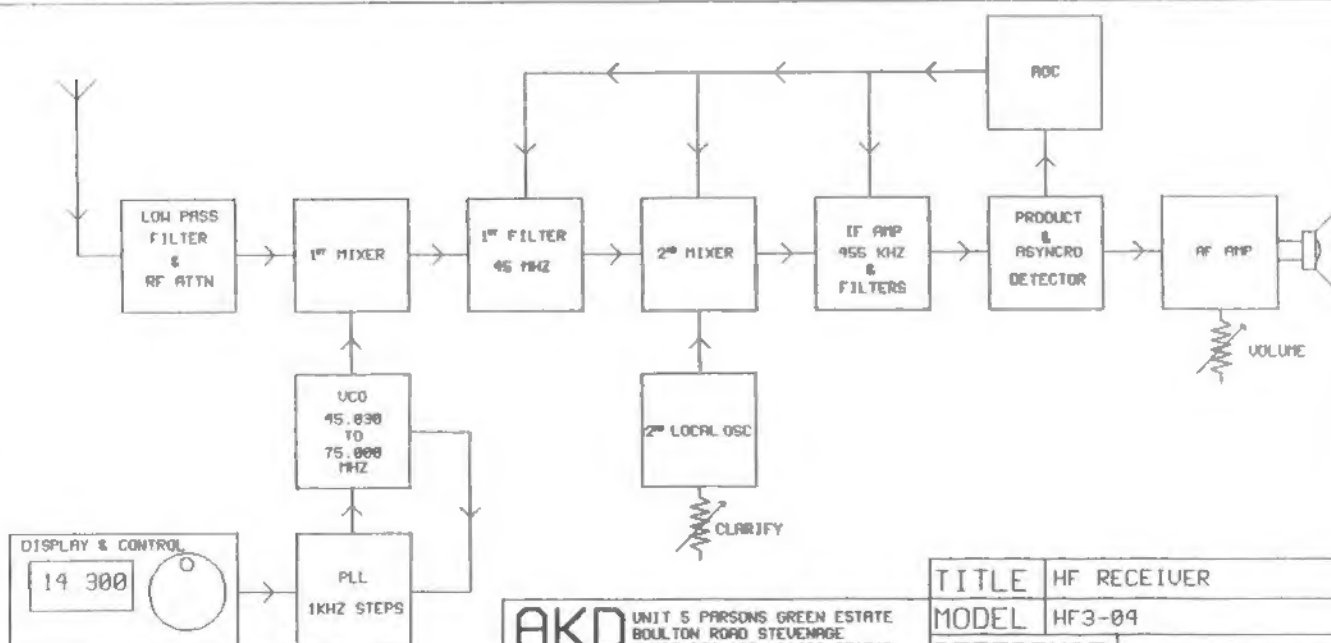 AGC
LOW PASS
FILTER
&
RF ATTN
1ST MIXER
1ST FILTER
45 MHZ
2ND MIXER
IF AMP
455 KHZ
&
FILTERS
PRODUCT
&
ASYNCRO
DETECTOR
AF AMP
VOLUME
VCO
45.030
TO
75.000
MHZ
2ND LOCAL OSC
CLARIFY
DISPLAY & CONTROL
14 300
PLL
1KHZ STEPS
AKD
UNIT 5 PARSONS GREEN ESTATE
BOULTON ROAD STEVENAGE
TITLE HF RECEIVER
MODEL HF3-04